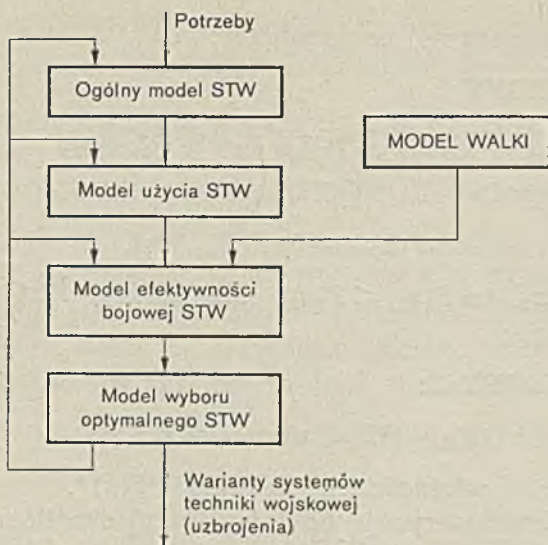 Potrzeby
Ogólny model STW
MODEL WALKI
Model użycia STW
Model efektywności
bojowej STW
Model wyboru
optymalnego STW
Warianty systemów
techniki wojskowej
(uzbrojenia)